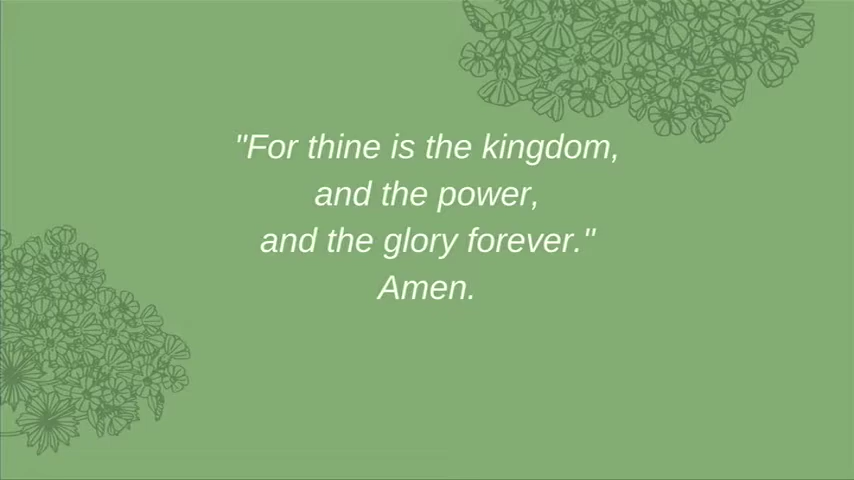 "For thine is the kingdom,
and the power,
and the glory forever."
Amen.